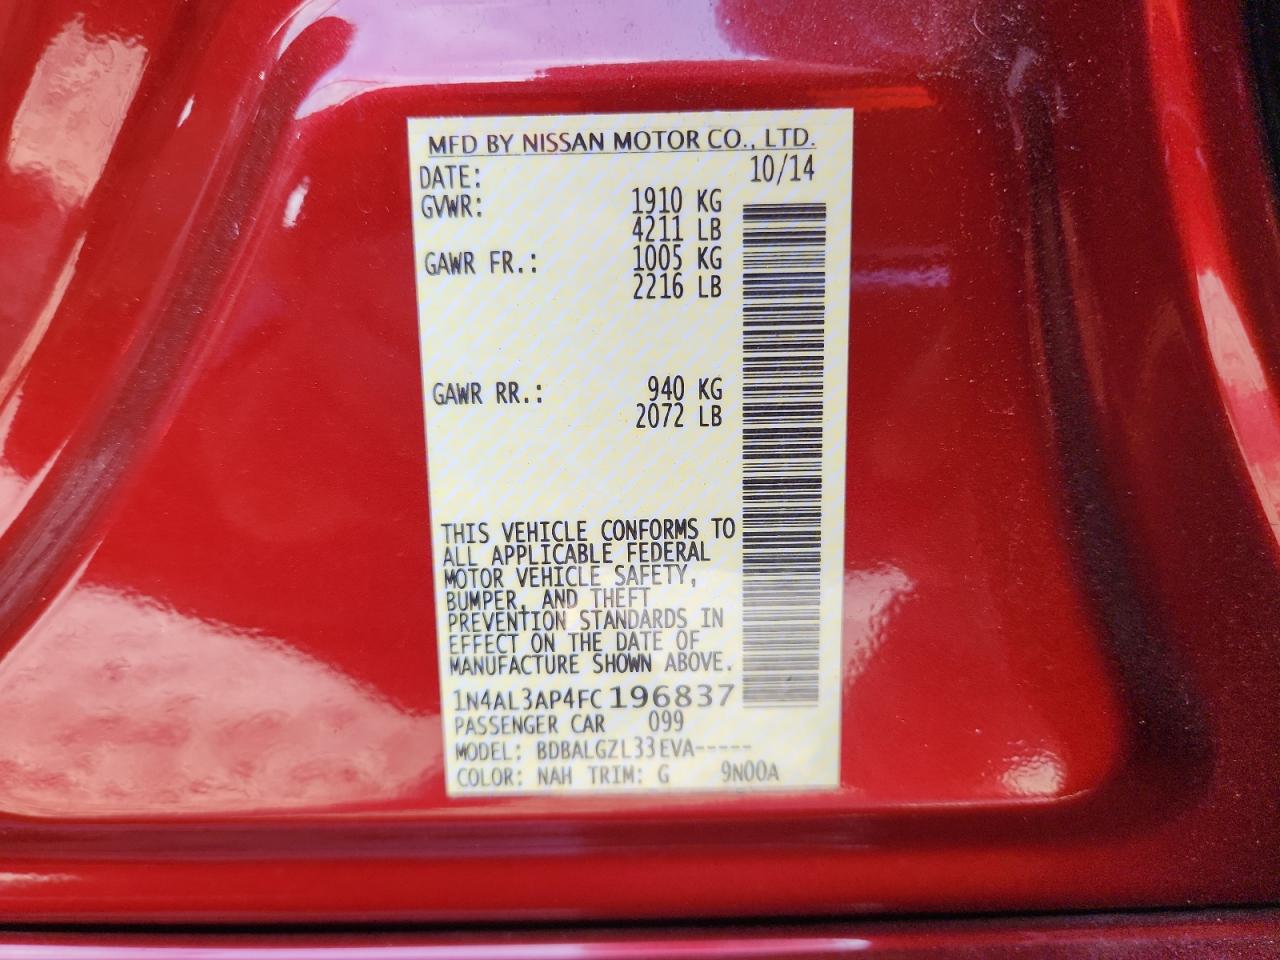 MFD BY NISSAN MOTOR CO., LTD.
DATE: 10/14
GVWR: 1910 KG
4211 LB
GAWR FR.: 1005 KG
2216 LB
GAWR RR.: 940 KG
2072 LB
THIS VEHICLE CONFORMS TO
ALL APPLICABLE FEDERAL
MOTOR VEHICLE SAFETY,
BUMPER, AND THEFT
PREVENTION STANDARDS IN
EFFECT ON THE DATE OF
MANUFACTURE SHOWN ABOVE.
1N4AL3AP4FC196837
PASSENGER CAR 099
MODEL: BDBALGZL33EVA-----
COLOR: NAH TRIM: G 9N00A